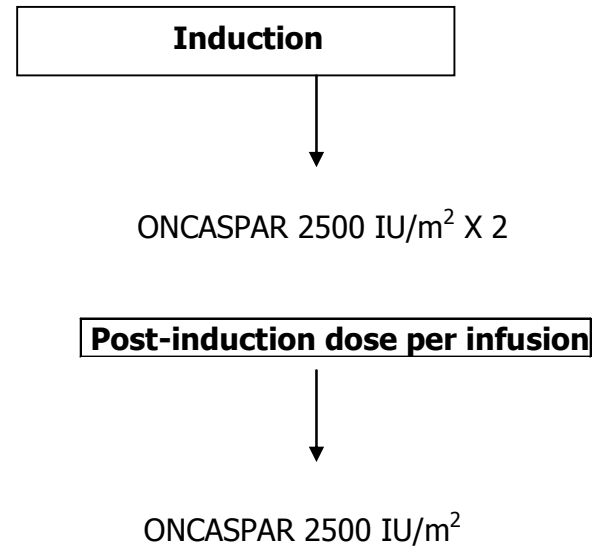 Induction
ONCASPAR 2500 IU/m² X 2
Post-induction dose per infusion
ONCASPAR 2500 IU/m²